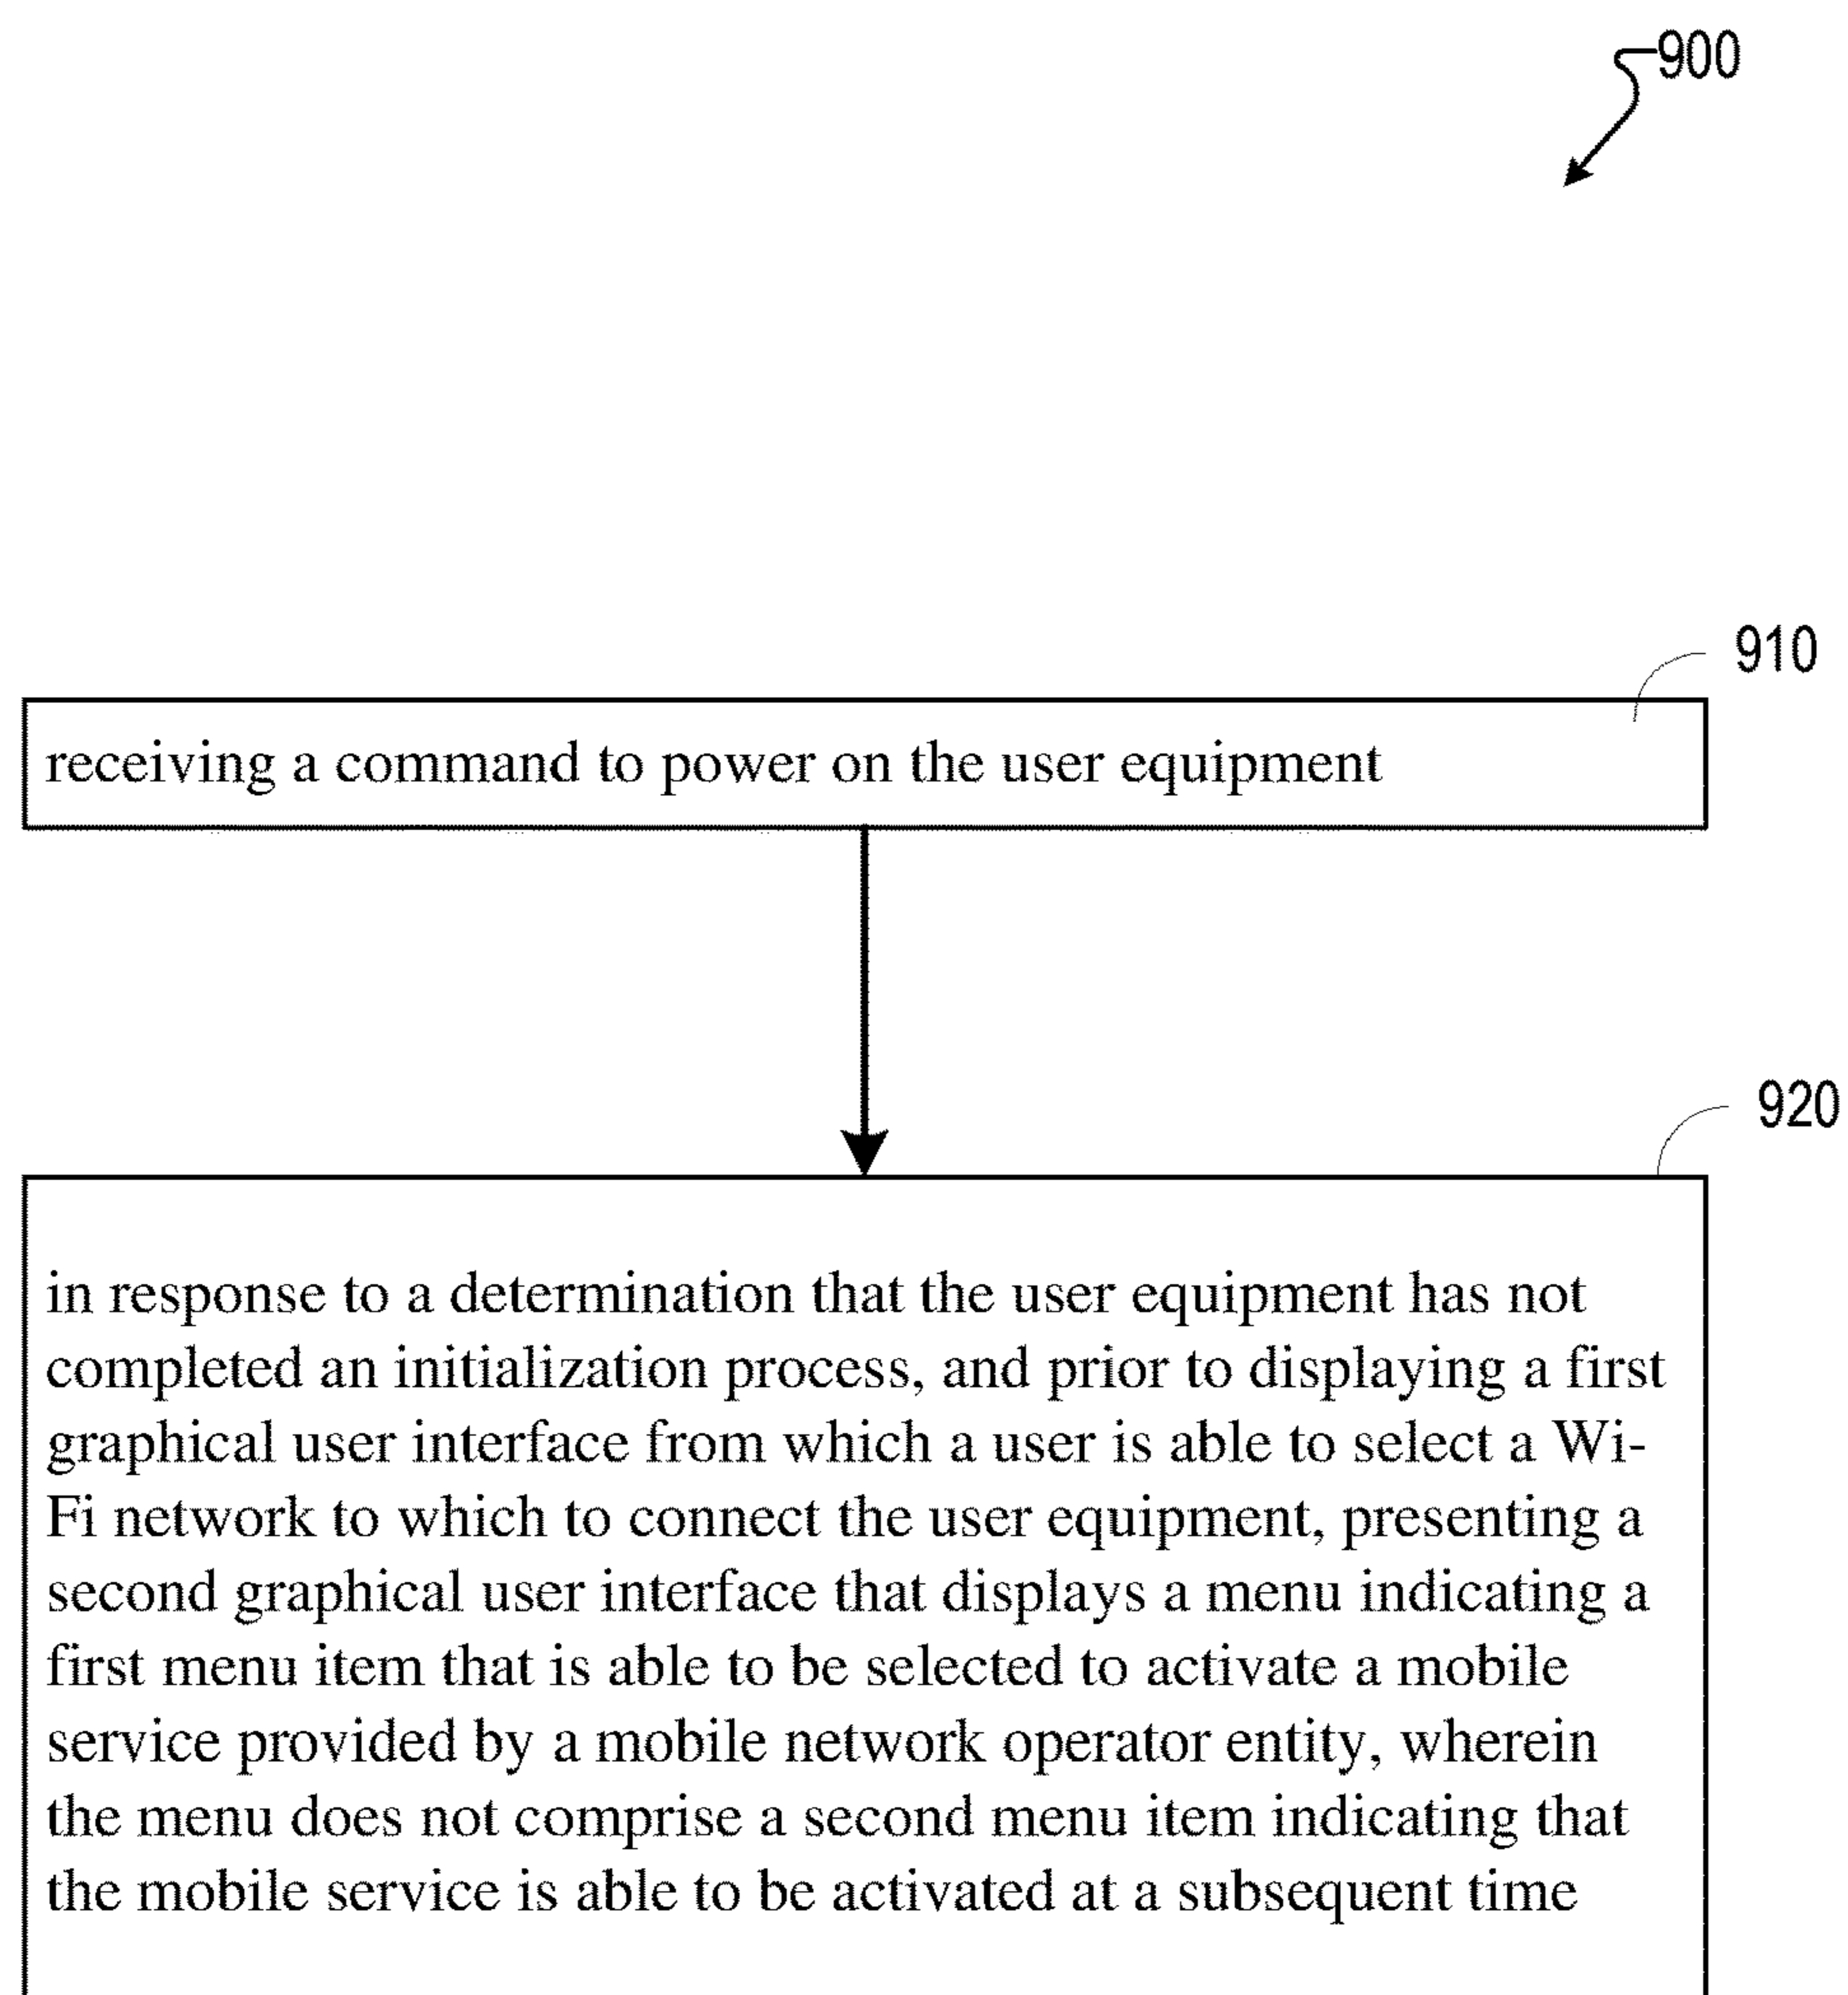 900
910
receiving a command to power on the user equipment
920
in response to a determination that the user equipment has not
completed an initialization process, and prior to displaying a first
graphical user interface from which a user is able to select a Wi-
Fi network to which to connect the user equipment, presenting a
second graphical user interface that displays a menu indicating a
first menu item that is able to be selected to activate a mobile
service provided by a mobile network operator entity, wherein
the menu does not comprise a second menu item indicating that
the mobile service is able to be activated at a subsequent time